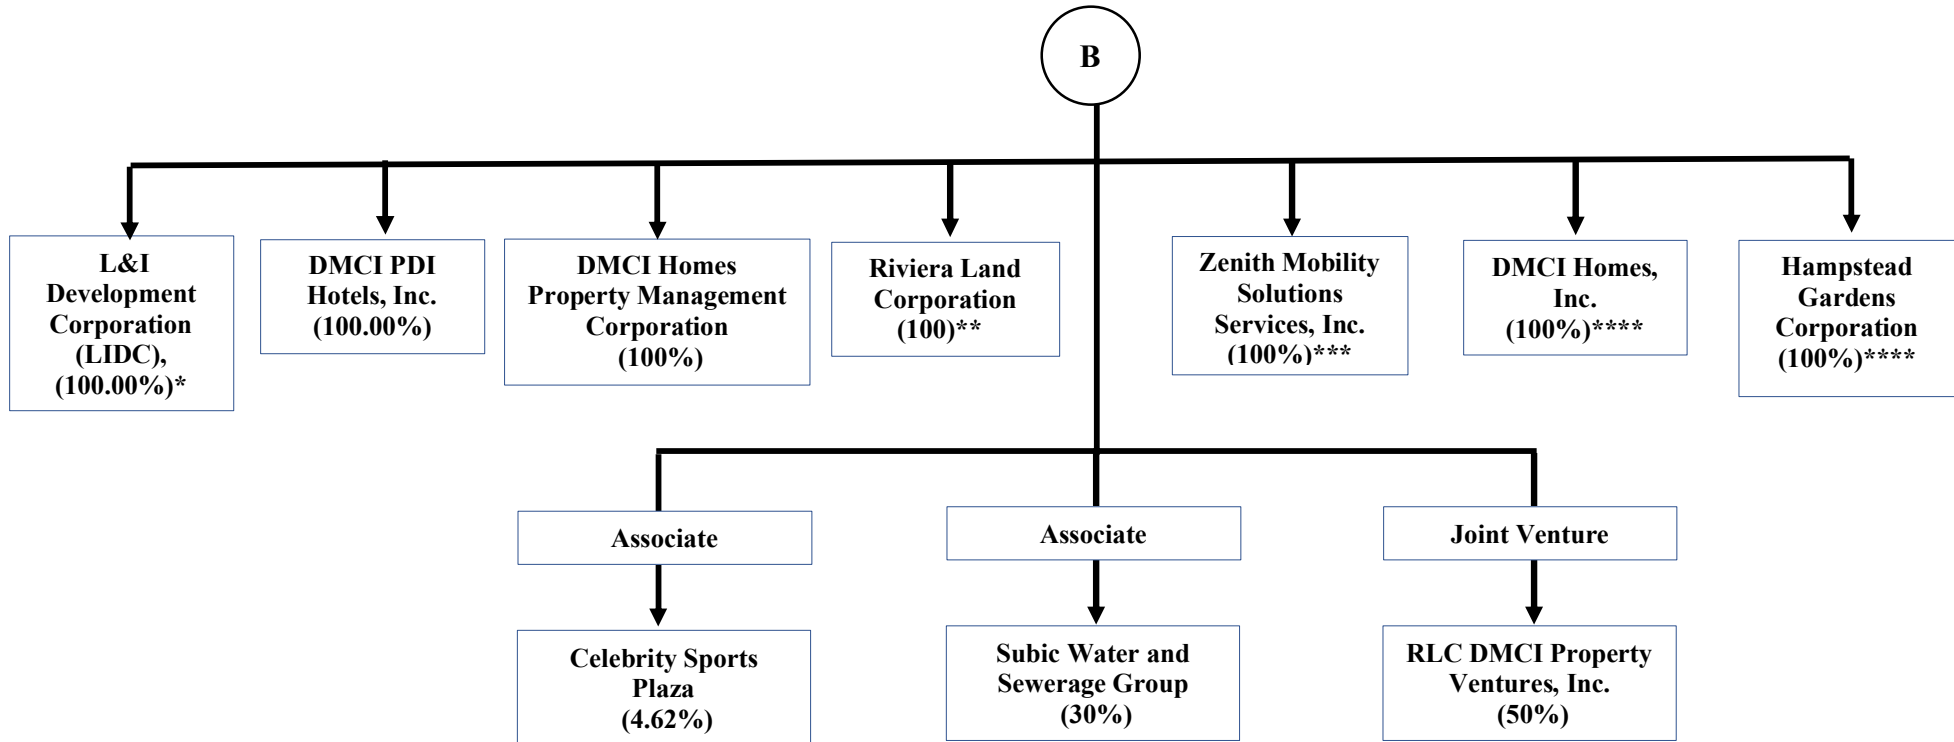 B
L&I
Development
Corporation
(LIDC),
(100.00%)*
DMCI PDI
Hotels, Inc.
(100.00%)
DMCI Homes
Property Management
Corporation
(100%)
Riviera Land
Corporation
(100)**
Zenith Mobility
Solutions
Services, Inc.
(100%)***
DMCI Homes,
Inc.
(100%)****
Hampstead
Gardens
Corporation
(100%)****
Associate
Associate
Joint Venture
Celebrity Sports
Plaza
(4.62%)
Subic Water and
Sewerage Group
(30%)
RLC DMCI Property
Ventures, Inc.
(50%)